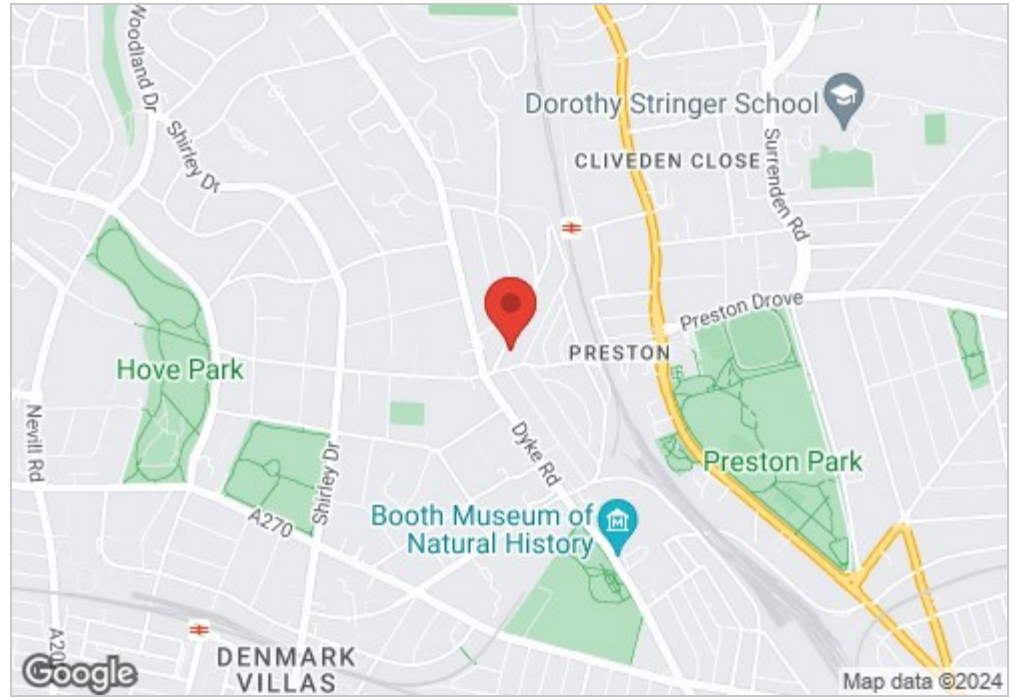 Woodland Dr
Shirley Dr
Dorothy Stringer School
CLIVEDEN CLOSE
Surrenden Rd
Preston Drove
PRESTON
Hove Park
Nevill Rd
Shirley Dr
Dyke Rd
Preston Park
A270
Booth Museum of
Natural History
DENMARK
VILLAS
Google
Map data ©2024